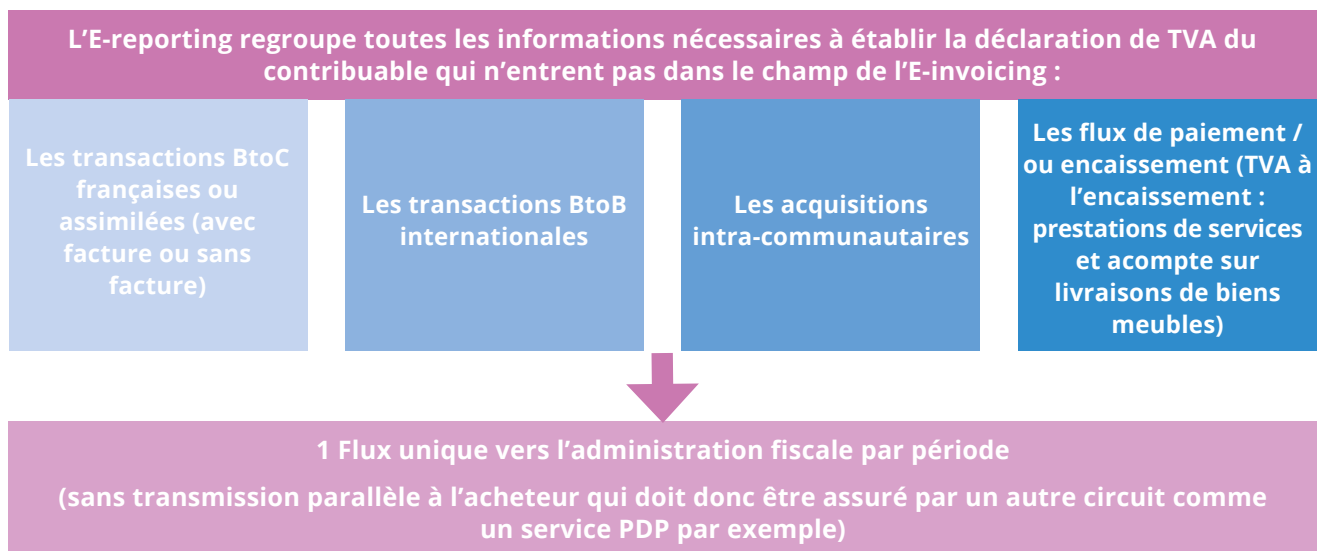 L’E-reporting regroupe toutes les informations nécessaires à établir la déclaration de TVA du
contribuable qui n’entrent pas dans le champ de l’E-invoicing :
Les transactions BtoC
françaises ou
assimilées (avec
facture ou sans
facture)
Les transactions BtoB
internationales
Les acquisitions
intra-communautaires
Les flux de paiement /
ou encaissement (TVA à
l’encaissement :
prestations de services
et acompte sur
livraisons de biens
meubles)
1 Flux unique vers l’administration fiscale par période
(sans transmission parallèle à l’acheteur qui doit donc être assuré par un autre circuit comme
un service PDP par exemple)